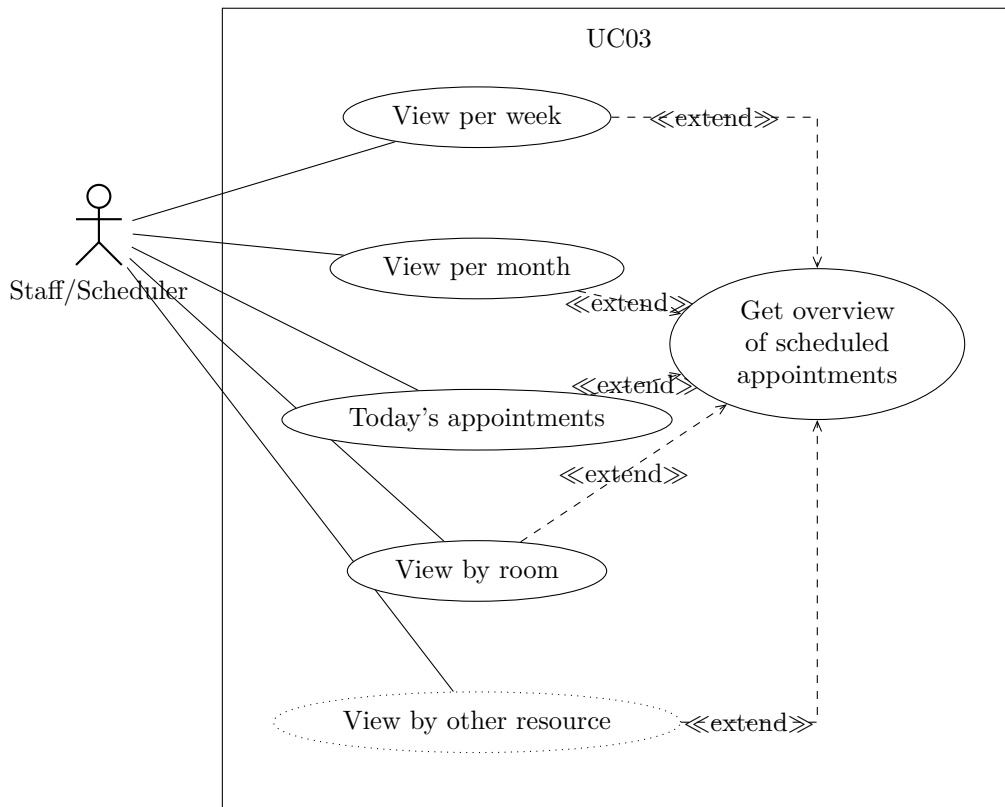 UC03
View per week
≪extend≫
Staff/Scheduler
View per month
≪extend≫
Get overview
of scheduled
appointments
≪extend≫
Today's appointments
≪extend≫
View by room
View by other resource
≪extend≫